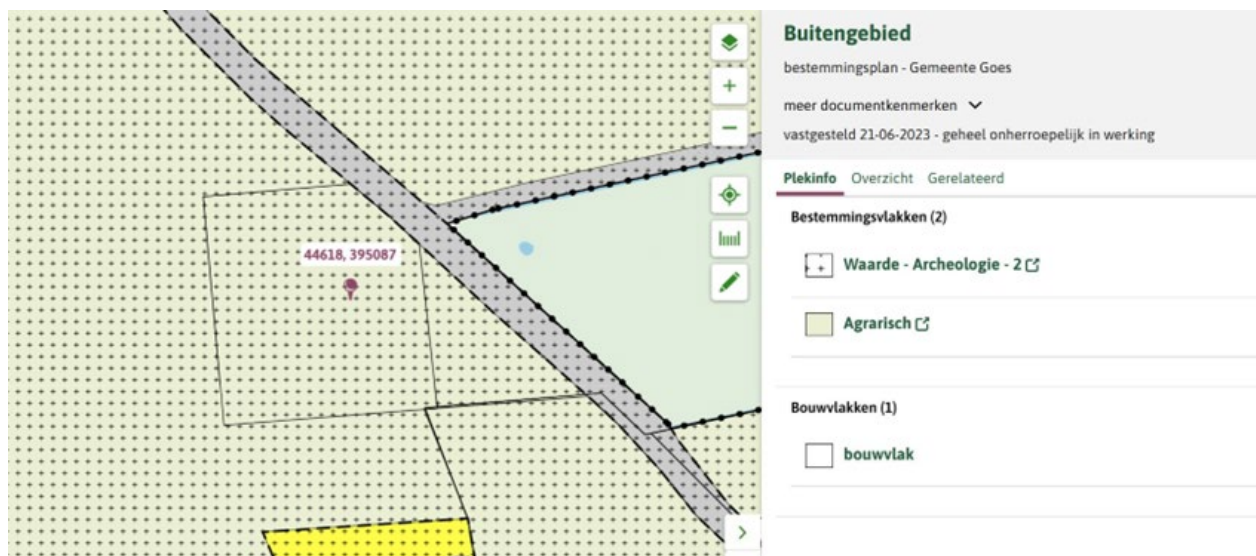 44618, 395087
Buitengebied
bestemmingsplan - Gemeente Goes
meer documentkenmerken
vastgesteld 21-06-2023 - geheel onherroepelijk in werking
Plekinfo Overzicht Gerelateerd
Bestemmingsvlakken (2)
Waarde - Archeologie - 2
Agrarisch
Bouwvlakken (1)
bouwvlak